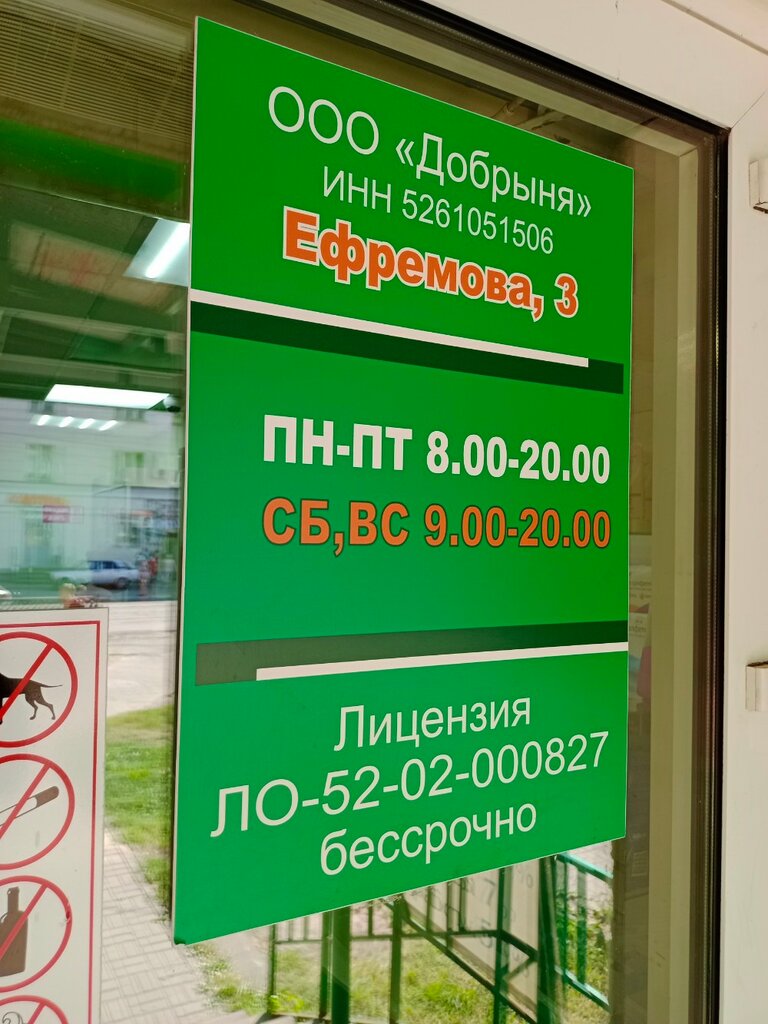 ООО «Добрыня»
ИНН 5261051506
Ефремова, 3
ПН-ПТ 8.00-20.00
СБ,ВС 9.00-20.00
Лицензия
ЛО-52-02-000827
бессрочно